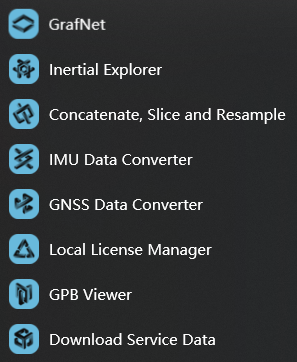 GrafNet
Inertial Explorer
Concatenate, Slice and Resample
IMU Data Converter
GNSS Data Converter
Local License Manager
GPB Viewer
Download Service Data